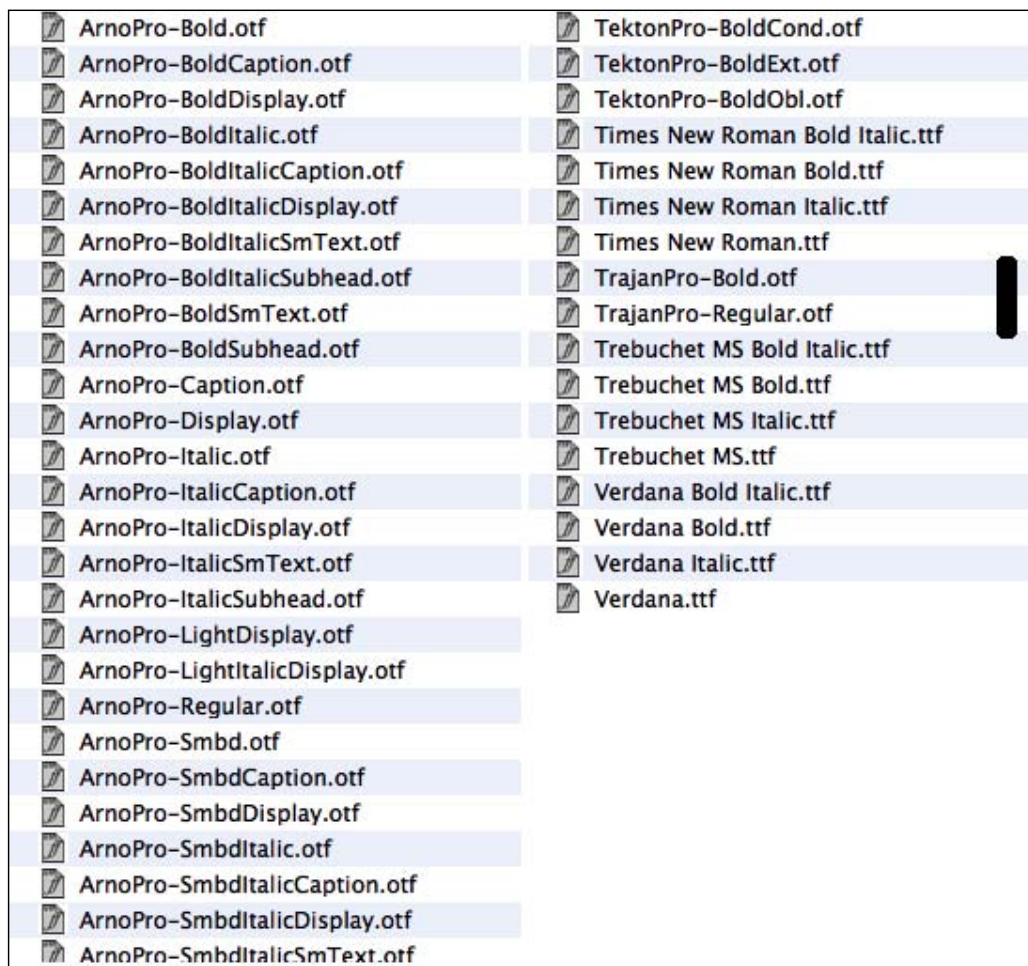 ArnoPro-Bold.otf
ArnoPro-BoldCaption.otf
ArnoPro-BoldDisplay.otf
ArnoPro-BoldItalic.otf
ArnoPro-BoldItalicCaption.otf
ArnoPro-BoldItalicDisplay.otf
ArnoPro-BoldItalicSmText.otf
ArnoPro-BoldItalicSubhead.otf
ArnoPro-BoldSmText.otf
ArnoPro-BoldSubhead.otf
ArnoPro-Caption.otf
ArnoPro-Display.otf
ArnoPro-Italic.otf
ArnoPro-ItalicCaption.otf
ArnoPro-ItalicDisplay.otf
ArnoPro-ItalicSmText.otf
ArnoPro-ItalicSubhead.otf
ArnoPro-LightDisplay.otf
ArnoPro-LightItalicDisplay.otf
ArnoPro-Regular.otf
ArnoPro-Smbd.otf
ArnoPro-SmbdCaption.otf
ArnoPro-SmbdDisplay.otf
ArnoPro-SmbdItalic.otf
ArnoPro-SmbdItalicCaption.otf
ArnoPro-SmbdItalicDisplay.otf
ArnoPro-SmbdItalicSmText.otf
TektonPro-BoldCond.otf
TektonPro-BoldExt.otf
TektonPro-BoldObl.otf
Times New Roman Bold Italic.ttf
Times New Roman Bold.ttf
Times New Roman Italic.ttf
Times New Roman.ttf
TrajanPro-Bold.otf
TrajanPro-Regular.otf
Trebuchet MS Bold Italic.ttf
Trebuchet MS Bold.ttf
Trebuchet MS Italic.ttf
Trebuchet MS.ttf
Verdana Bold Italic.ttf
Verdana Bold.ttf
Verdana Italic.ttf
Verdana.ttf